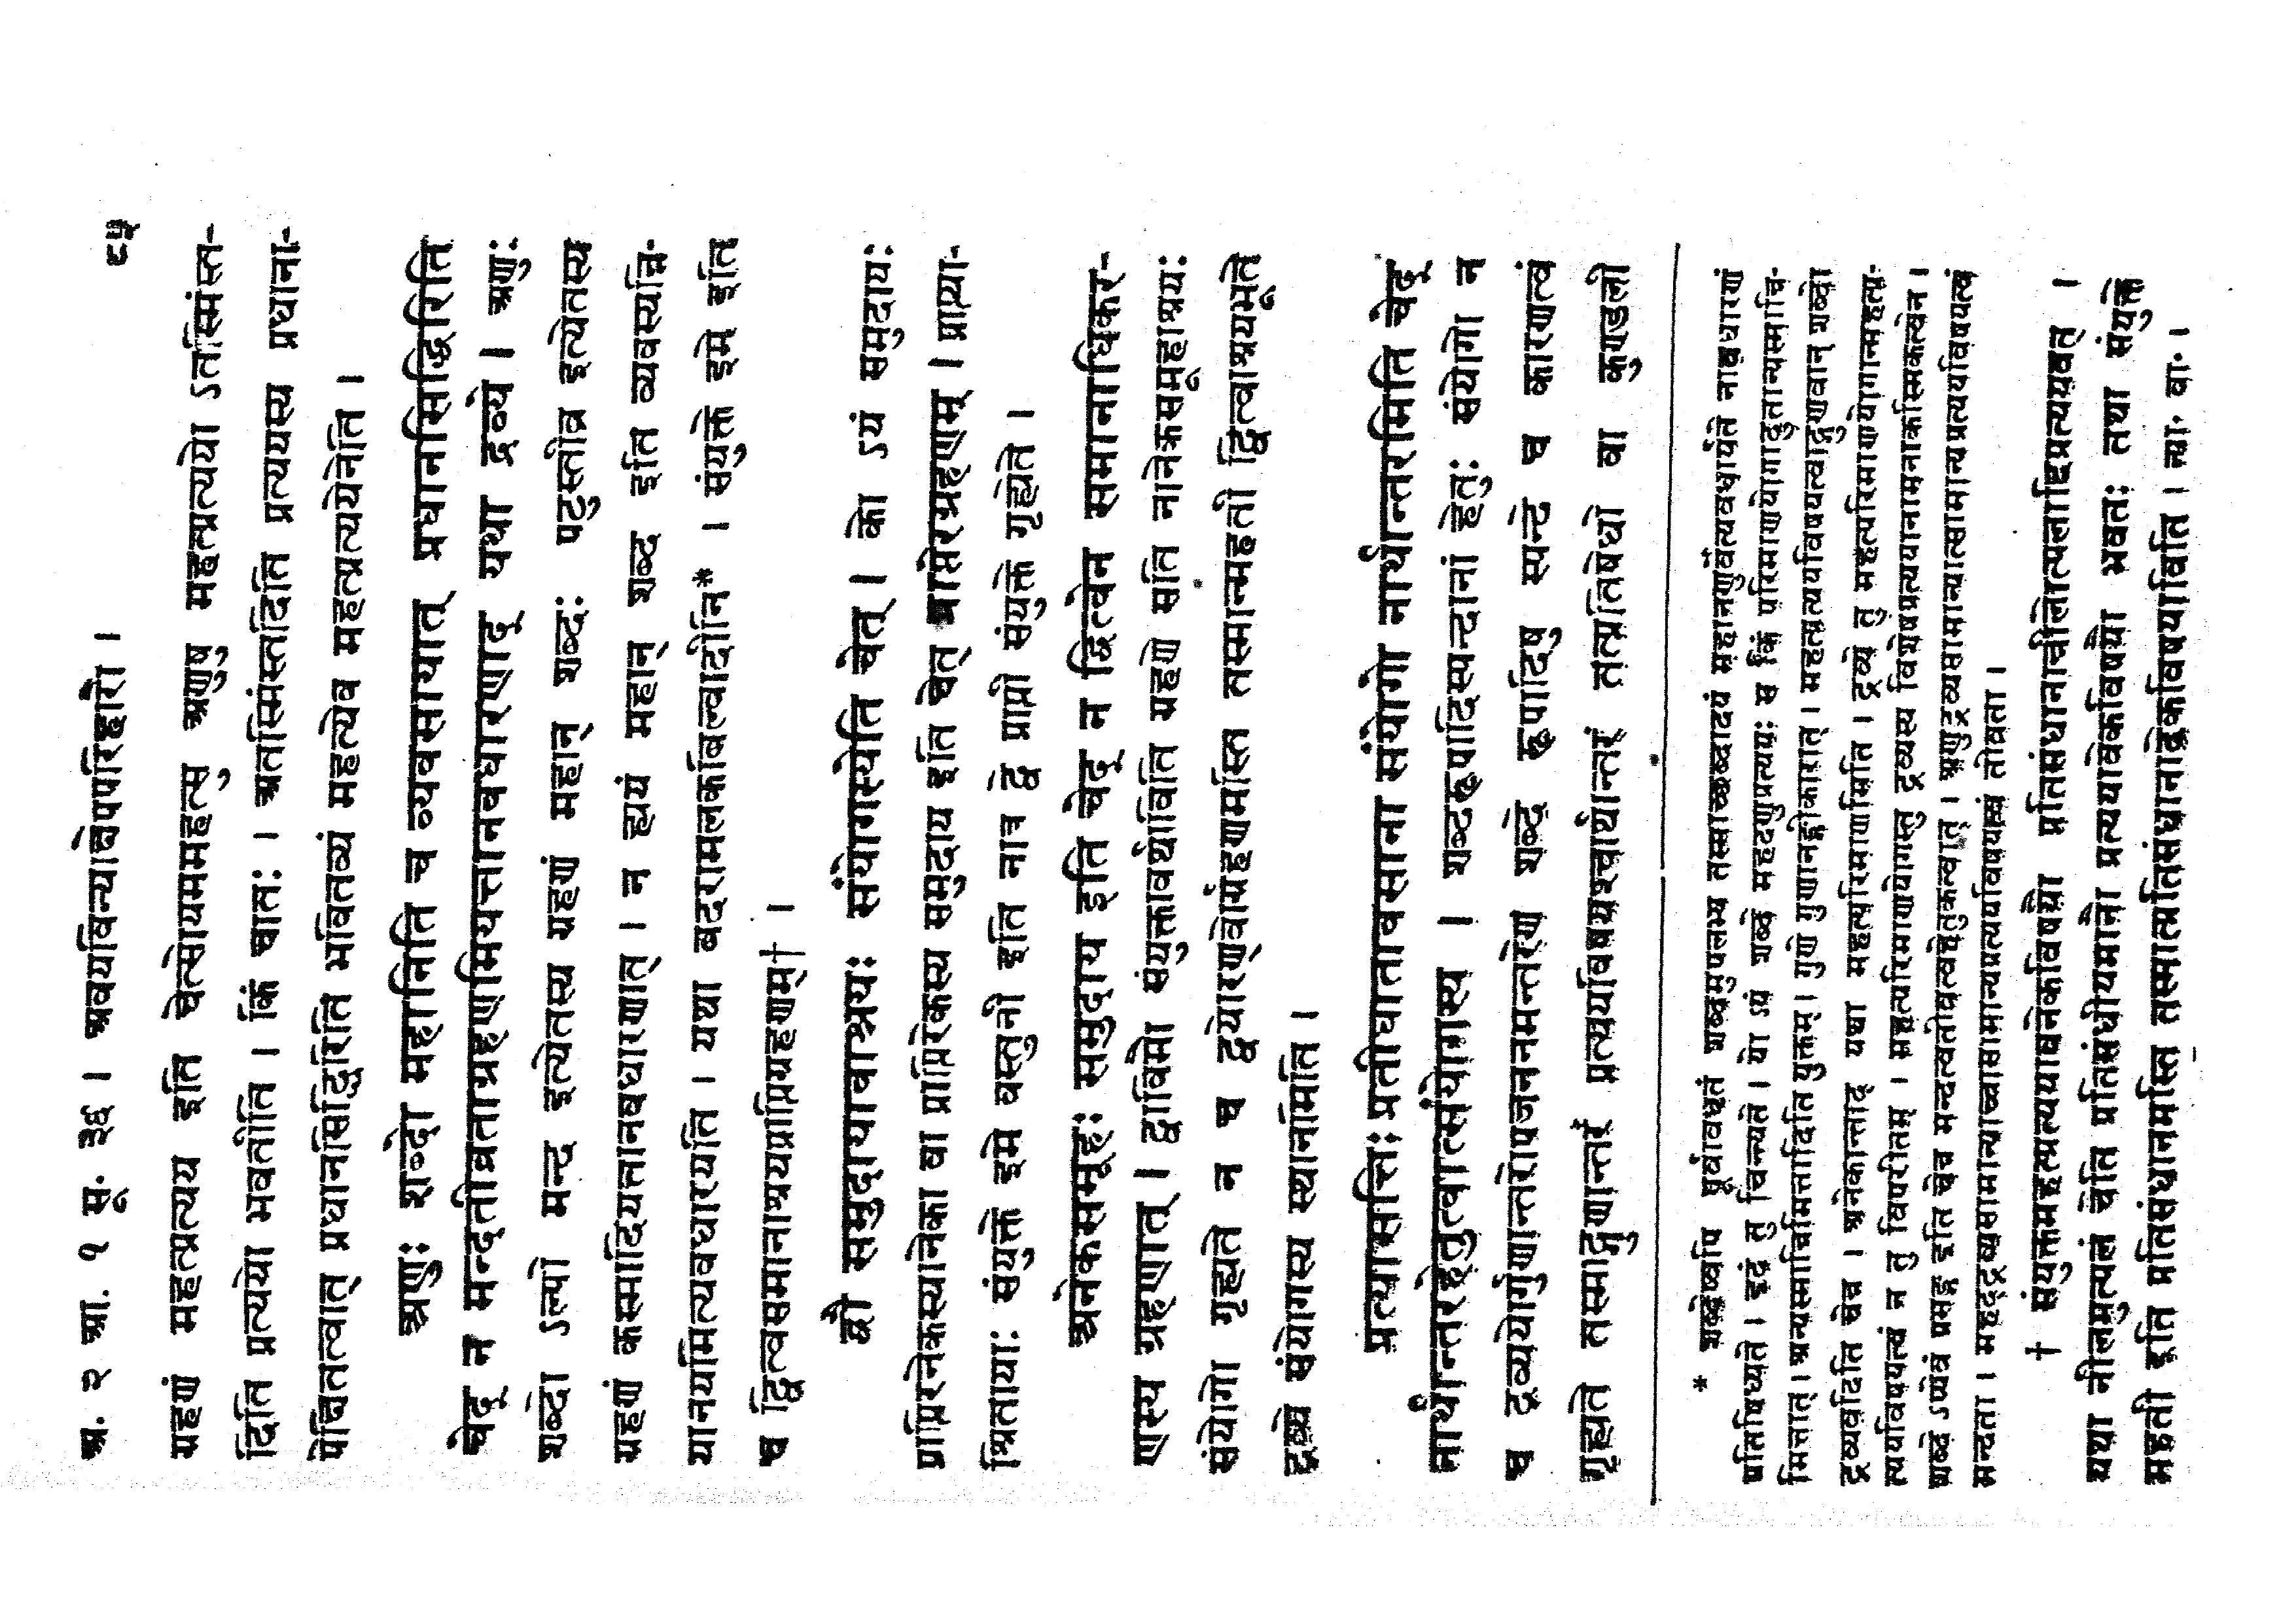 अ. २ आ. १ सू. ३६ । अवयविन्याक्षेपपरिहारौ । ८५
ग्रहणं महत्प्रत्यय इति चेत्सोयममहत्सु अणुषु महत्प्रत्ययो ऽतस्मिंस्त-
दिति प्रत्ययो भवतीति । किं चातः । अतस्मिंस्तदिति प्रत्ययस्य प्रधाना-
पेक्षितत्वात् प्रधानसिद्धिरिति भवितव्यं महत्येव महत्प्रत्ययेनेति ।
अणुः शब्दो महानिति च व्यवसायात् प्रधानसिद्धिरिति
चेद् न मन्दतीव्रताग्रहणमियत्तानवधारणाद् यथा द्रव्ये । अणुः
शब्दो ऽल्पो मन्द इत्येतस्य ग्रहणं महान् शब्दः पटुस्तीव्र इत्येतस्य
ग्रहणं कस्मादियत्तानवधारणात् । न ह्ययं महान् शब्द इति व्यवस्यन्नि-
यानयमित्यवधारयति । यथा बदरामलकबिल्वादीनि* । संयुक्ते इमे इति
च द्वित्वसमानाश्रयप्राप्तिग्रहणम्† ।
द्वौ समुदायावाश्रयः संयोगस्येति चेत् । को ऽयं समुदायः
प्राप्तिरनेकस्यानेका वा प्राप्तिरेकस्य समुदाय इति चेत् प्राप्तेरग्रहणम् । प्राप्त्या-
श्रितायाः संयुक्ते इमे वस्तुनी इति नात्र द्वे प्राप्ती संयुक्ते गृह्येते ।
अनेकसमूहः समुदाय इति चेद् न द्वित्वेन समानाधिकर-
णस्य ग्रहणात् । द्वाविमौ संयुक्तावर्थाविति ग्रहणे सति नानेकसमूहाश्रयः
संयोगो गृह्यते न च द्वयोरण्वोर्ग्रहणमस्ति तस्मान्महती द्वित्वाश्रयभूते
द्रव्ये संयोगस्य स्थानमिति ।
प्रत्यासत्तिः प्रतीघातावसाना संयोगो नार्थान्तरमिति चेद्
नार्थान्तरहेतुत्वात्संयोगस्य । शब्दरूपादिस्पन्दानां हेतुः संयोगो न
च द्रव्ययोर्गुणान्तरोपजननमन्तरेण शब्दे रूपादिषु स्पन्दे च कारणत्वं
गृह्यते तस्माद्गुणान्तरं प्रत्ययविषयश्चार्थान्तरं तत्प्रतिषेधो वा कुण्डली
* शब्देष्वपि पूर्वावधृतं शब्दमुपलभ्य तस्माच्छब्दादयं महानणुर्वेत्यवधार्यते नावधारणं
प्रतिषिध्यते । इदं तु चिन्त्यते । यो ऽयं शब्दे महदणुप्रत्ययः स किं परिमाणयोगादुतान्यस्मान्नि-
मित्तात् । अन्यस्मान्निमित्तादिति युक्तम् । गुणे गुणानङ्गीकारात् । महत्प्रत्ययविषयत्वाद्गुणवान् शब्दो
द्रव्यवदिति चेन्न । अनेकान्ताद् यथा महत्परिमाणमिति । द्रव्ये तु महत्परिमाणयोगान्महत्प्र-
त्ययविषयत्वं न तु विपरीतम् । महत्परिमाणयोगस्तु द्रव्यस्य विशेषप्रत्ययानामनाकस्मिकत्वेन ।
शब्दे ऽप्येवं प्रसङ्ग इति चेन्न मन्दत्वतीव्रत्वहेतुकत्वात् । अणुद्रव्यसामान्यात्सामान्यप्रत्ययविषयत्वं
मन्दता । महद्द्रव्यसामान्याच्चासामान्यप्रत्ययविषयत्वं तीव्रता ।
† संयुक्तमहत्प्रत्ययावनेकविषयौ प्रतिसंधानान्नीलोत्पलादिप्रत्ययवत् ।
यथा नीलमुत्पलं चेति प्रतिसंधीयमानौ प्रत्ययावेकविषयौ भवतः तथा संयुक्ते
महती इति प्रतिसंधानमस्ति तस्मात्प्रतिसंधानादेकविषयाविति । न्या. वा. ।